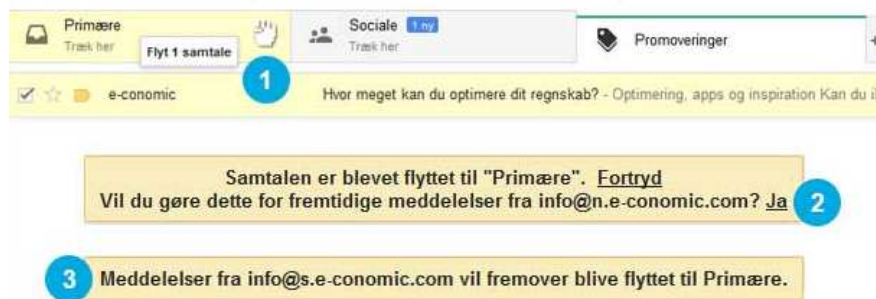 Primære
Træk her
Flyt 1 samtale
1
Sociale 1 ny
Træk her
Promoveringer
+
e-conomic Hvor meget kan du optimere dit regnskab? - Optimering, apps og inspiration Kan du
Samtalen er blevet flyttet til "Primære". Fortryd
Vil du gøre dette for fremtidige meddelelser fra info@n.e-conomic.com? Ja
2
3
Meddelelser fra info@s.e-conomic.com vil fremover blive flyttet til Primære.